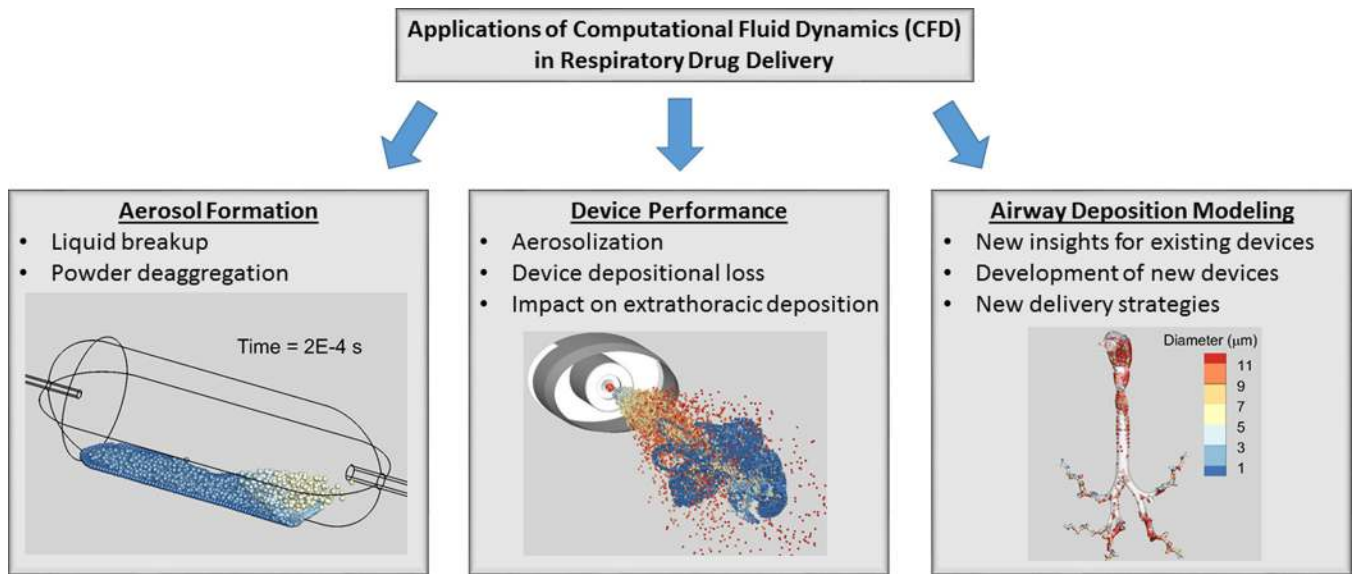 Applications of Computational Fluid Dynamics (CFD)
in Respiratory Drug Delivery
Aerosol Formation
• Liquid breakup
• Powder deaggregation
Time = 2E-4 s
Device Performance
• Aerosolization
• Device depositional loss
• Impact on extrathoracic deposition
Airway Deposition Modeling
• New insights for existing devices
• Development of new devices
• New delivery strategies
Diameter (μm)
11
9
7
5
3
1